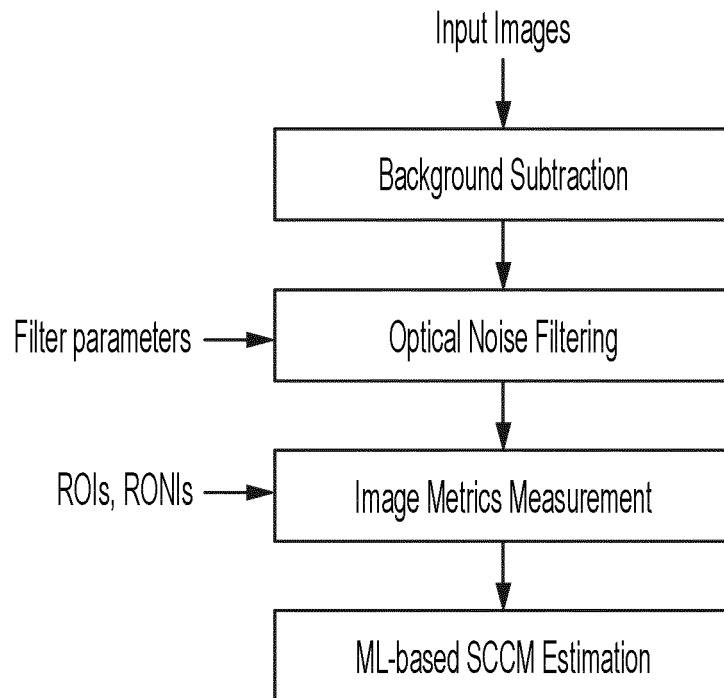 Input Images
Background Subtraction
Filter parameters
Optical Noise Filtering
ROIs, RONIs
Image Metrics Measurement
ML-based SCCM Estimation